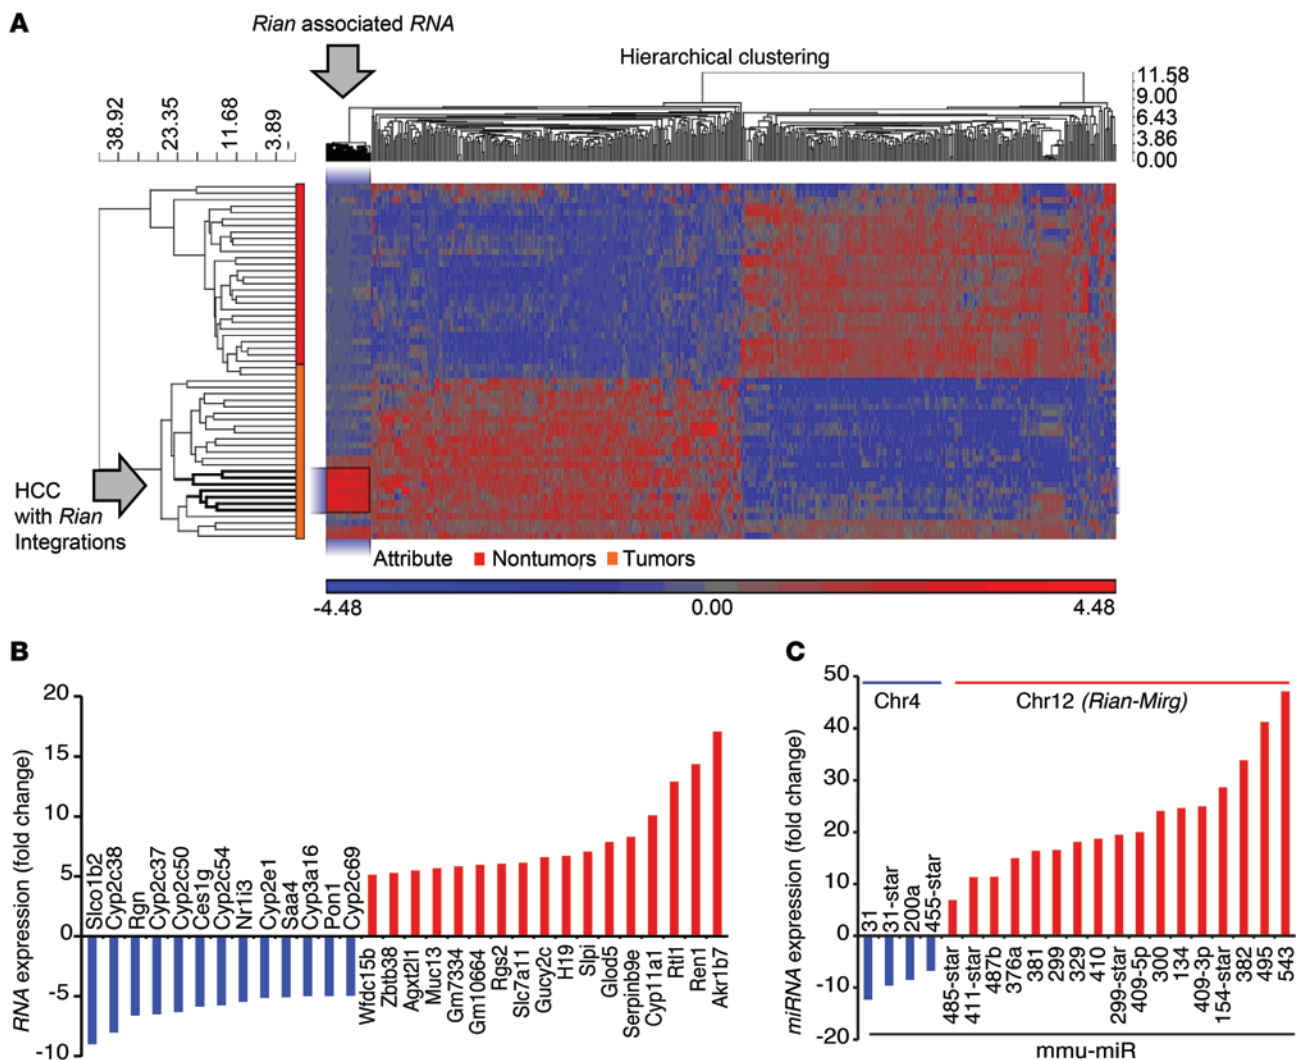 A
Rian associated RNA
Hierarchical clustering
38.92
23.35
11.68
3.89
11.58
9.00
6.43
3.86
0.00
HCC
with Rian
Integrations
Attribute
Nontumors
Tumors
-4.48
0.00
4.48
B
RNA expression (fold change)
20
15
10
5
0
-5
-10
Slco1b2
Cyp2c38
Rgn
Cyp2c37
Cyp2c50
Ces1g
Cyp2c54
Nr1i3
Cyp2e1
Saa4
Cyp3a16
Pon1
Cyp2c69
Wfdc15b
Zbtb38
Agxt2l1
Muc13
Gm7334
Gm10664
Rgs2
Slc7a11
Gucy2c
H19
Slpi
Glod5
Serpinb9e
Cyp11a1
Rtl1
Ren1
Akr1b7
C
miRNA expression (fold change)
50
40
30
20
10
0
-10
-20
Chr4
Chr12 (Rian-Mirg)
31
31-star
200a
455-star
485-star
411-star
487b
376a
381
299
329
410
299-star
409-5p
300
134
409-3p
154-star
382
495
543
mmu-miR